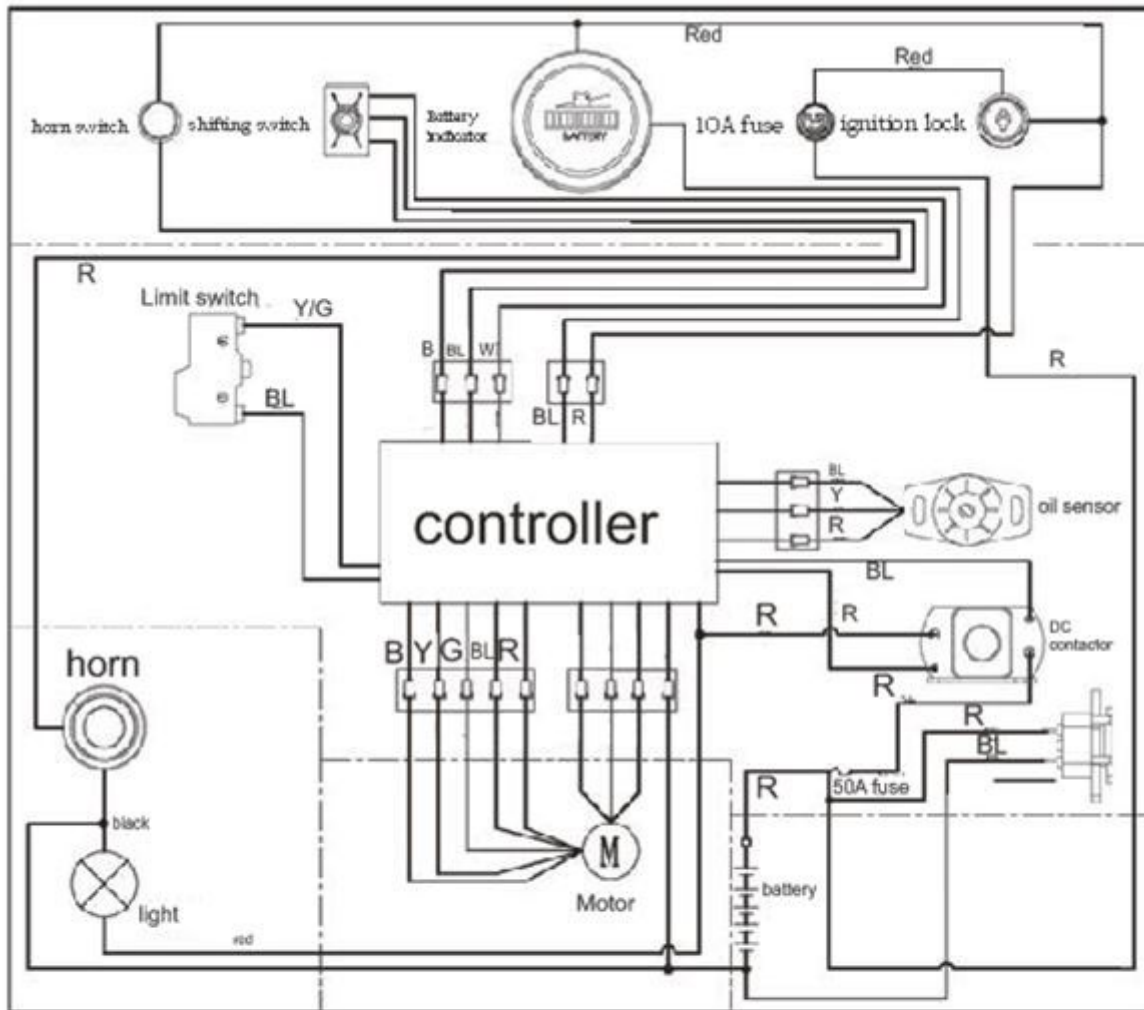 Red
Red
horn switch
shifting switch
Battery
indicator
BATTERY
10A fuse
ignition lock
R
Limit switch
Y/G
B
BL
W
R
BL
BL
R
BL
Y
R
oil sensor
controller
BL
R
R
DC
contactor
B
Y
G
BL
R
R
horn
R
BL
50A fuse
R
black
M
battery
light
Motor
red